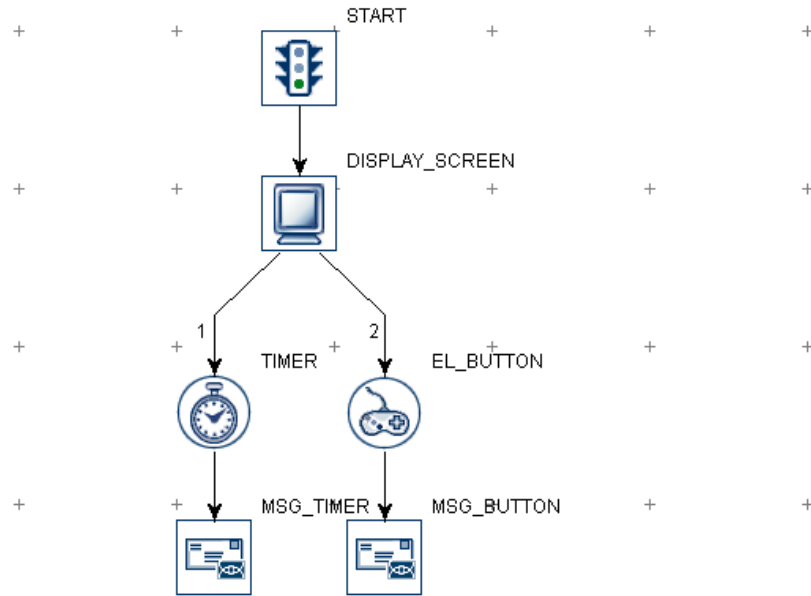 START
DISPLAY_SCREEN
1
2
TIMER
EL_BUTTON
MSG_TIMER
MSG_BUTTON